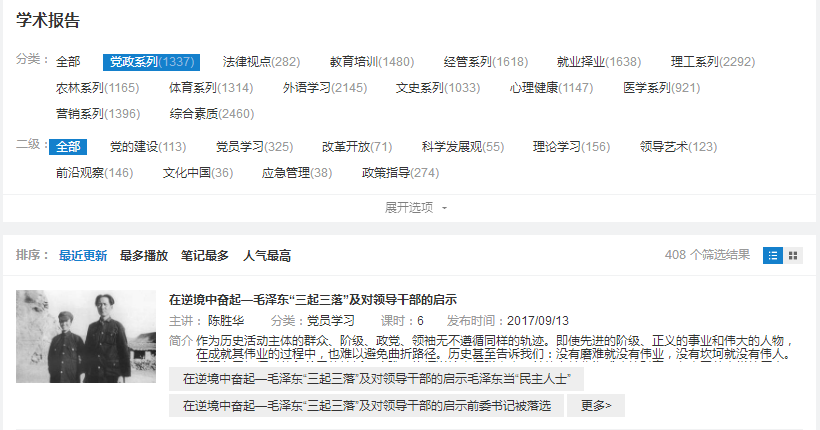 学术报告
分类： 全部 党政系列(1337) 法律视点(282) 教育培训(1480) 经管系列(1618) 就业择业(1638) 理工系列(2292)
农林系列(1165) 体育系列(1314) 外语学习(2145) 文史系列(1033) 心理健康(1147) 医学系列(921)
营销系列(1396) 综合素质(2460)
二级： 全部 党的建设(113) 党员学习(325) 改革开放(71) 科学发展观(55) 理论学习(156) 领导艺术(123)
前沿观察(146) 文化中国(36) 应急管理(38) 政策指导(274)
展开选项
排序： 最近更新 最多播放 笔记最多 人气最高 408 个筛选结果
在逆境中奋起—毛泽东“三起三落”及对领导干部的启示
主讲： 陈胜华 分类：党员学习 课时：6 发布时间：2017/09/13
简介 作为历史活动主体的群众、阶级、政党、领袖无不遵循同样的轨迹。即使先进的阶级、正义的事业和伟大的人物，
在成就其伟业的过程中，也难以避免曲折路径。历史甚至告诉我们：没有磨难就没有伟业，没有坎坷就没有伟人。
在逆境中奋起—毛泽东“三起三落”及对领导干部的启示毛泽东当“民主人士”
在逆境中奋起—毛泽东“三起三落”及对领导干部的启示前委书记被落选 更多>